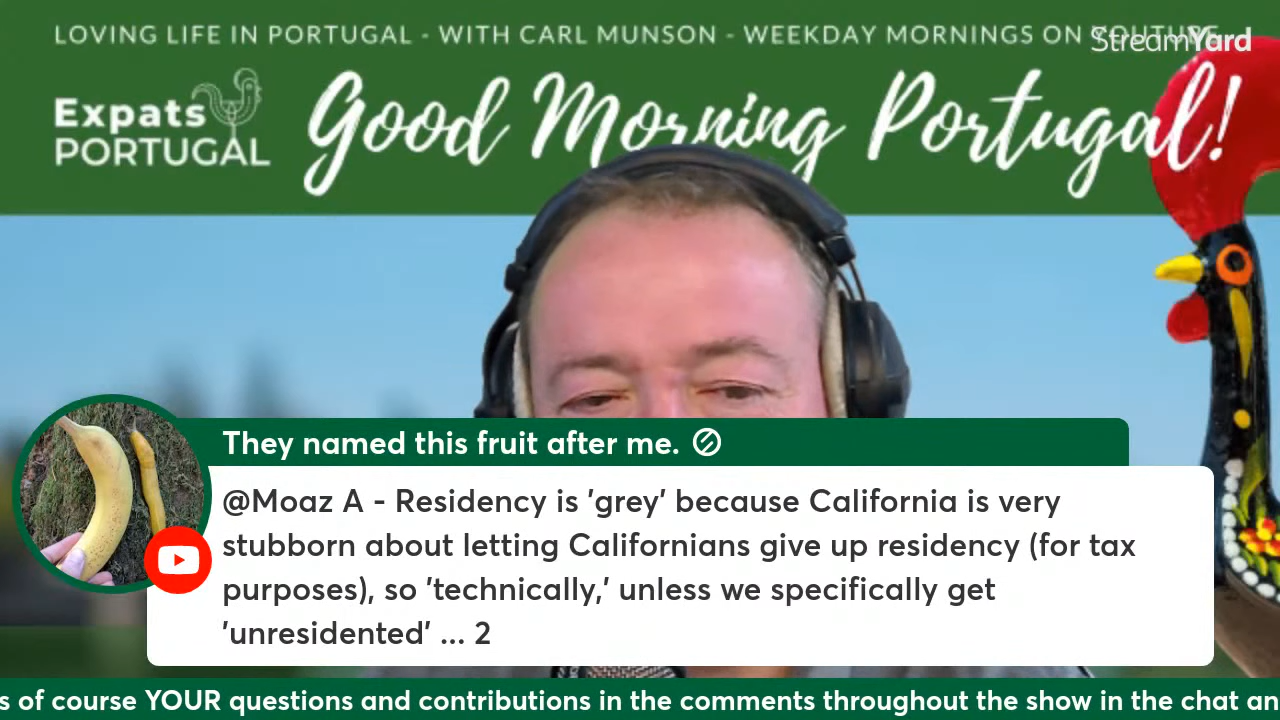 LOVING LIFE IN PORTUGAL - WITH CARL MUNSON - WEEKDAY MORNINGS ON YOUTUBE
StreamYard
Expats
PORTUGAL
Good Morning Portugal!
They named this fruit after me.
@Moaz A - Residency is 'grey' because California is very
stubborn about letting Californians give up residency (for tax
purposes), so 'technically,' unless we specifically get
'unresidented' ... 2
s of course YOUR questions and contributions in the comments throughout the show in the chat an